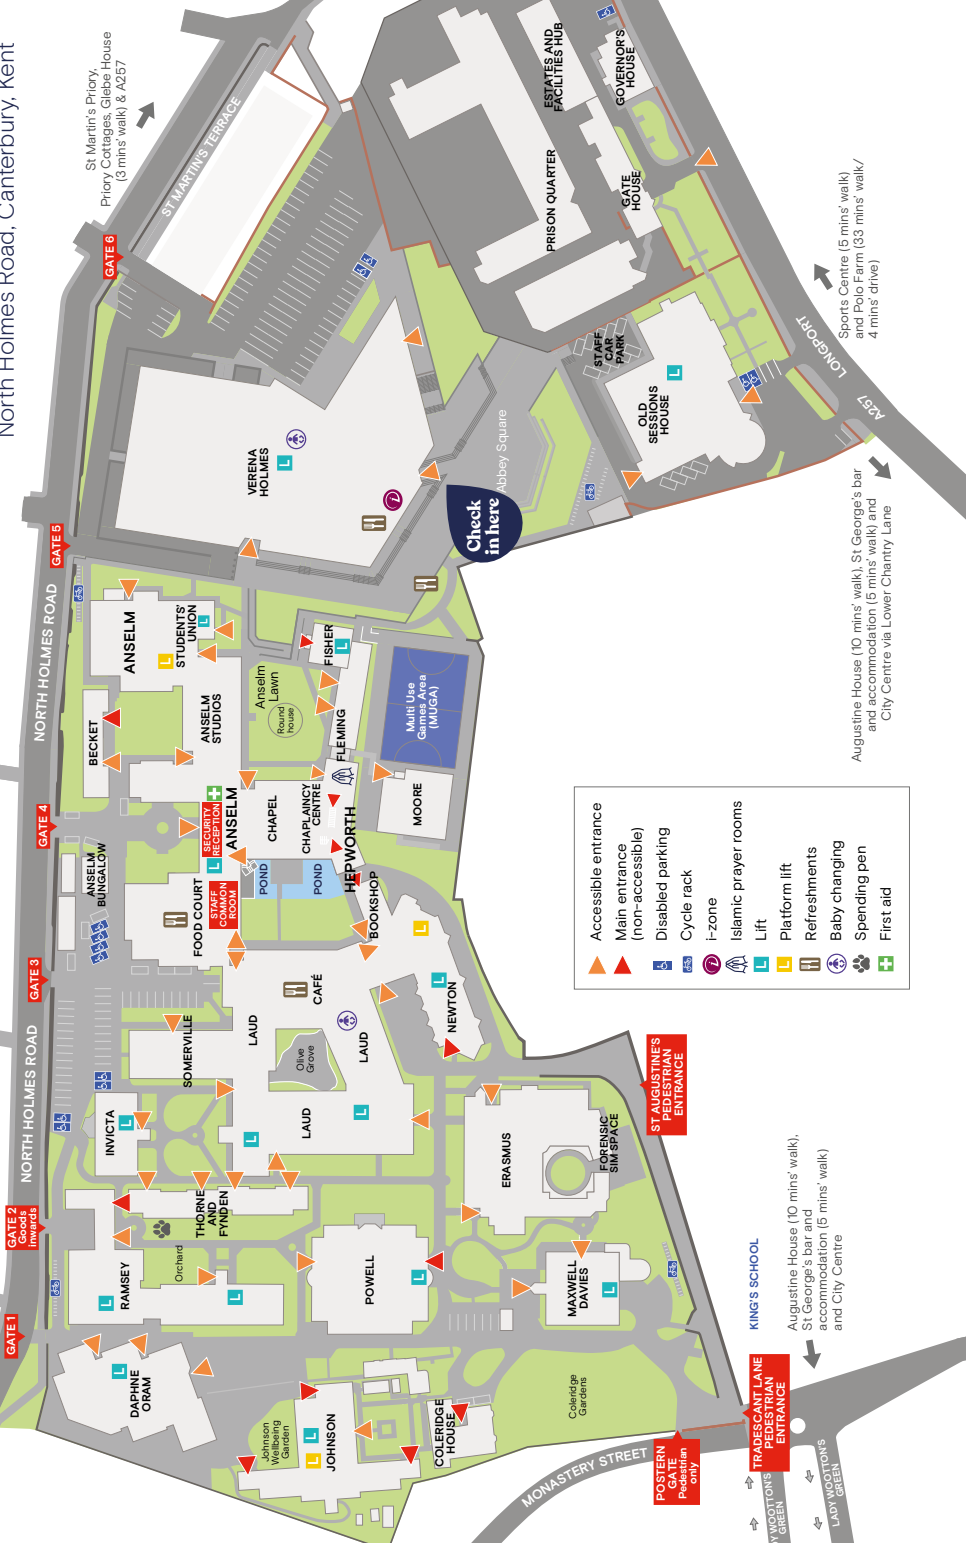 North Holmes Road, Canterbury, Kent
St Martin's Priory,
Priory Cottages, Glebe House
(3 mins' walk) & A257
ST MARTIN'S TERRACE
GATE 6
ESTATES AND
FACILITIES HUB
GOVERNOR'S
HOUSE
PRISON QUARTER
GATE
HOUSE
Sports Centre (5 mins' walk)
and Polo Farm (33 mins' walk/
4 mins' drive)
LONGPORT
A257
STAFF
CAR
PARK
OLD
SESSIONS
HOUSE
L
VERENA
HOLMES
L
i
Abbey Square
Check
in here
Augustine House (10 mins' walk), St George's bar
and accommodation (5 mins' walk) and
City Centre via Lower Chantry Lane
GATE 5
NORTH HOLMES ROAD
ANSELM
STUDENTS'
UNION
L
L
FISHER
L
Anselm
Lawn
Round
house
Multi Use
Games Area
(MUGA)
BECKET
ANSELM
STUDIOS
FLEMING
GATE 4
SECURITY
RECEPTION
ANSELM
L
CHAPEL
CHAPLAINCY
CENTRE
MOORE
HEPWORTH
ANSELM
BUNGALOW
POND
POND
FOOD COURT
STAFF
COMMON
ROOM
BOOKSHOP
L
GATE 3
CAFÉ
L
NEWTON
NORTH HOLMES ROAD
SOMERVILLE
LAUD
LAUD
Olive
Grove
LAUD
L
L
INVICTA
L
ERASMUS
FORENSIC
SIM SPACE
ST AUGUSTINE'S
PEDESTRIAN
ENTRANCE
GATE 2
Goods
inwards
THORNE
AND
FYNDEN
Orchard
RAMSEY
L
L
POWELL
L
MAXWELL
DAVIES
L
GATE 1
DAPHNE
ORAM
L
Johnson
Wellbeing
Garden
JOHNSON
L
L
COLERIDGE
HOUSE
Coleridge
Gardens
KING'S SCHOOL
Augustine House (10 mins' walk),
St George's bar and
accommodation (5 mins' walk)
and City Centre
TRADESCANT LANE
PEDESTRIAN
ENTRANCE
POSTERN
GATE
Pedestrian
only
MONASTERY STREET
Y WOOTTON'S
GREEN
LADY WOOTTON'S
GREEN
Accessible entrance
Main entrance
(non-accessible)
Disabled parking
Cycle rack
i i-zone
Islamic prayer rooms
L Lift
L Platform lift
Refreshments
Baby changing
Spending pen
First aid